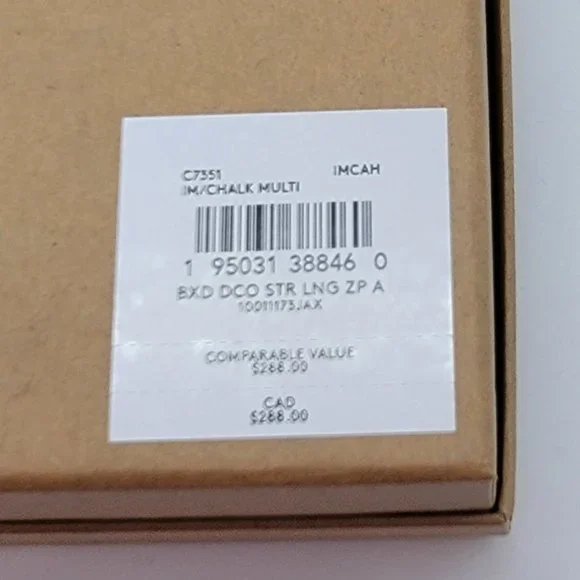 C7351 IMCAH
IM/CHALK MULTI
1 95031 38846 0
BXD DCO STR LNG ZP A
10011173JAX
COMPARABLE VALUE
$288.00
CAD
$288.00